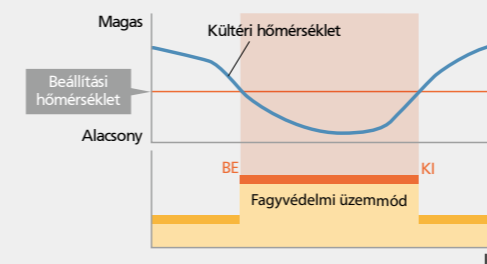 Magas
Kültéri hőmérséklet
Beállítási
hőmérséklet
Alacsony
BE
KI
Fagyvédelmi üzemmód